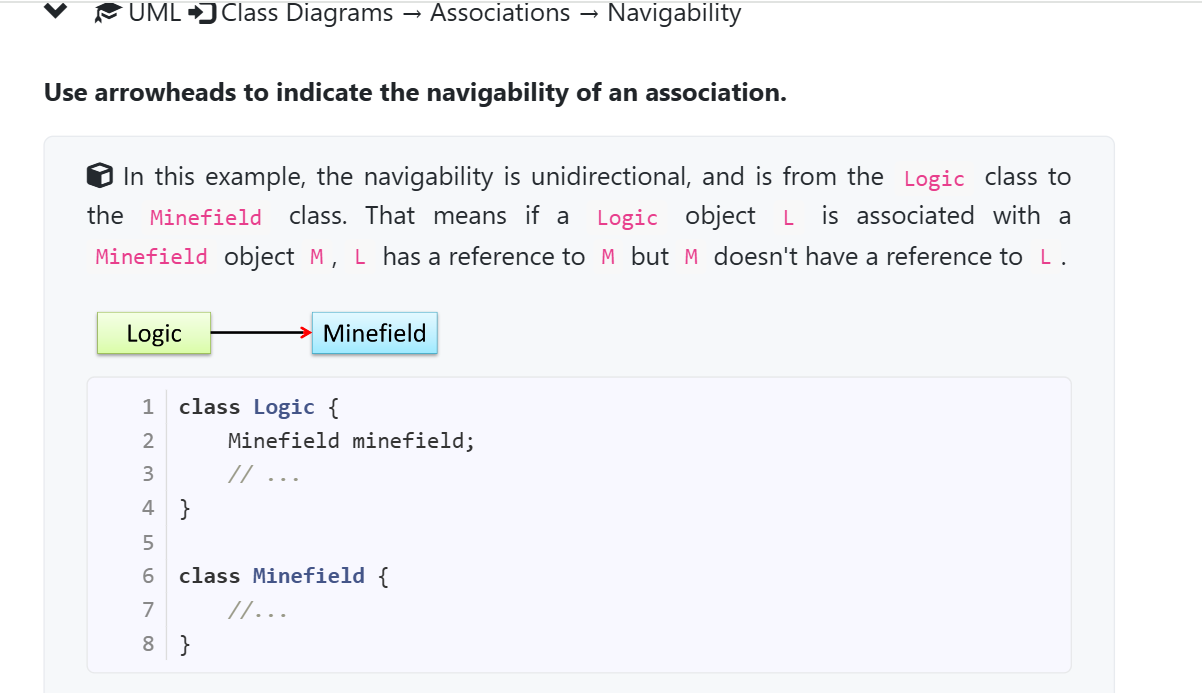 UML Class Diagrams → Associations → Navigability
Use arrowheads to indicate the navigability of an association.
In this example, the navigability is unidirectional, and is from the Logic class to
the Minefield class. That means if a Logic object L is associated with a
Minefield object M , L has a reference to M but M doesn't have a reference to L .
Logic Minefield
1 class Logic {
2     Minefield minefield;
3     // ...
4 }
5
6 class Minefield {
7     //...
8 }